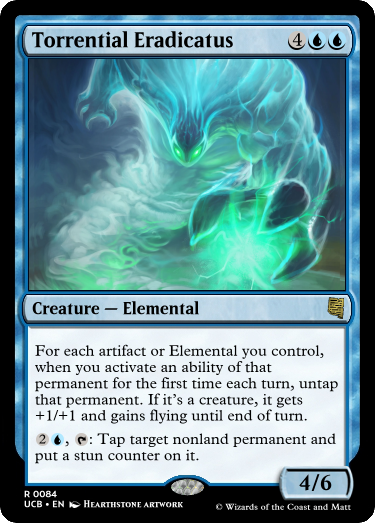 Torrential Eradicatus 4
Creature — Elemental
For each artifact or Elemental you control,
when you activate an ability of that
permanent for the first time each turn, untap
that permanent. If it's a creature, it gets
+1/+1 and gains flying until end of turn.
2, : Tap target nonland permanent and
put a stun counter on it.
4/6
R 0084
UCB • EN Hearthstone artwork
© Wizards of the Coast and Matt